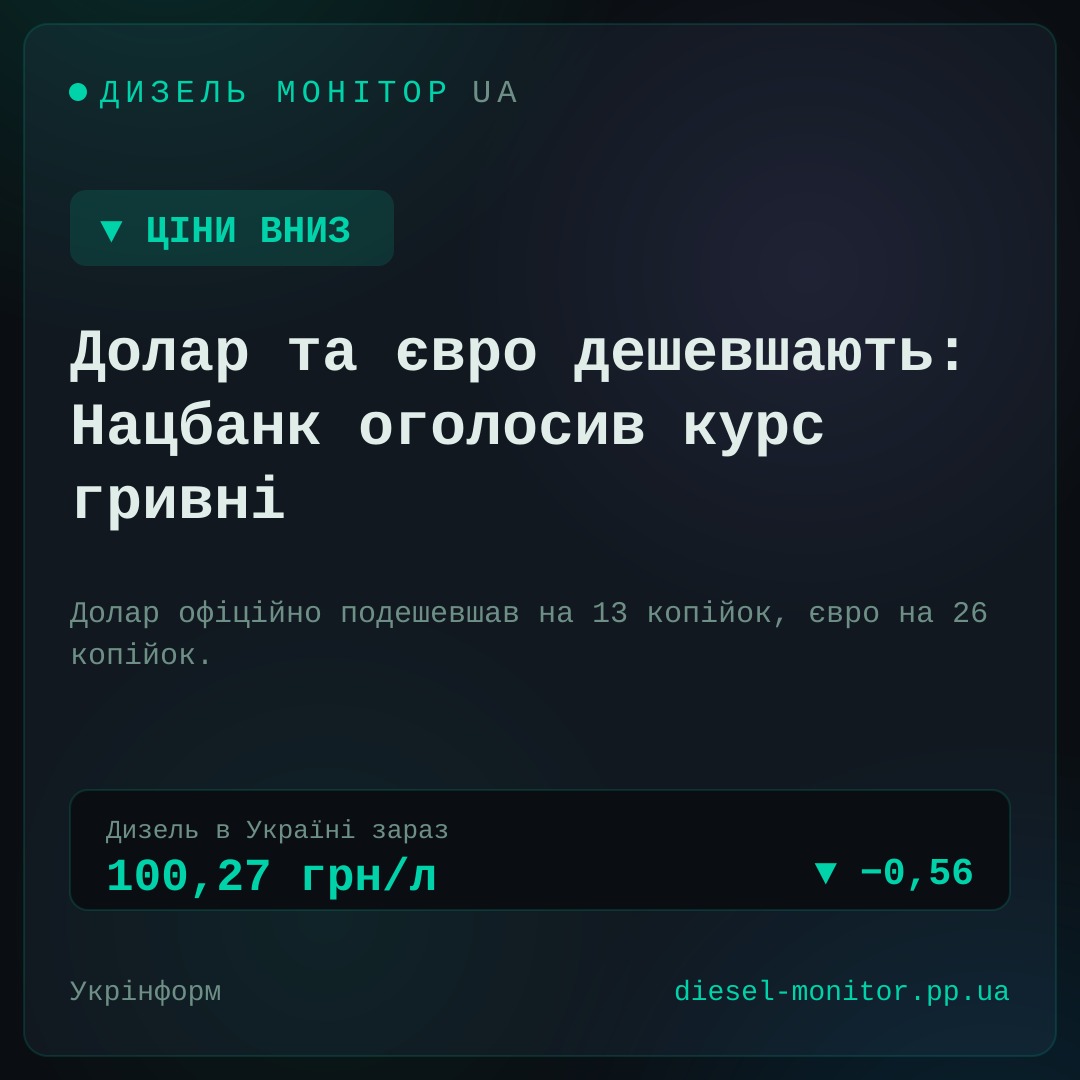 ДИЗЕЛЬ МОНІТОР UA
▼ ЦІНИ ВНИЗ
Долар та євро дешевшають:
Нацбанк оголосив курс
гривні
Долар офіційно подешевшав на 13 копійок, євро на 26
копійок.
Дизель в Україні зараз
100,27 грн/л ▼ −0,56
Укрінформ diesel-monitor.pp.ua